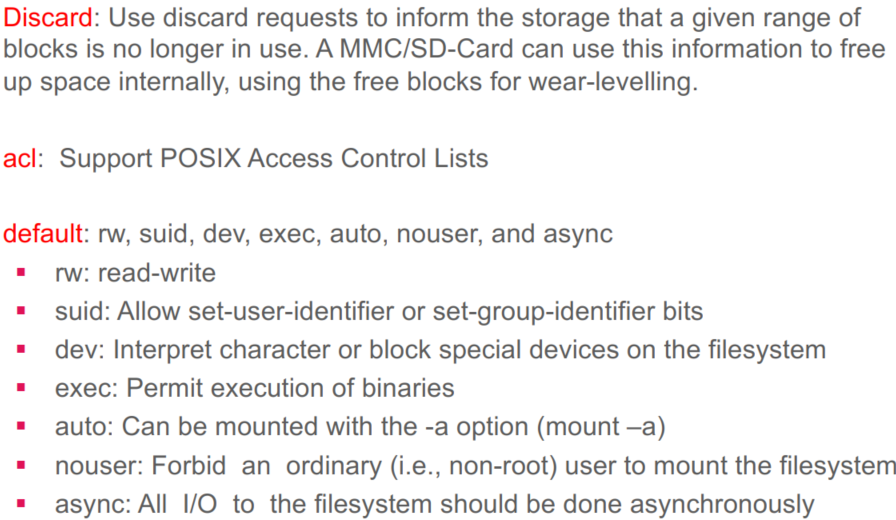 Discard: Use discard requests to inform the storage that a given range of
blocks is no longer in use. A MMC/SD-Card can use this information to free
up space internally, using the free blocks for wear-levelling.
acl: Support POSIX Access Control Lists
default: rw, suid, dev, exec, auto, nouser, and async
▪ rw: read-write
▪ suid: Allow set-user-identifier or set-group-identifier bits
▪ dev: Interpret character or block special devices on the filesystem
▪ exec: Permit execution of binaries
▪ auto: Can be mounted with the -a option (mount –a)
▪ nouser: Forbid an ordinary (i.e., non-root) user to mount the filesystem
▪ async: All I/O to the filesystem should be done asynchronously